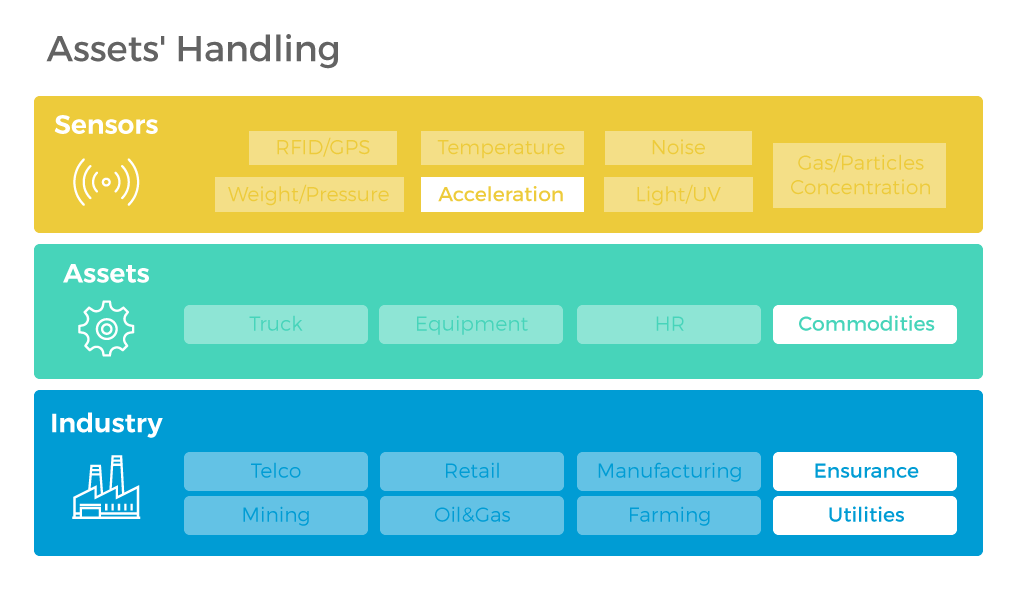 Assets' Handling
Sensors
RFID/GPS
Temperature
Noise
Gas/Particles
Concentration
Weight/Pressure
Acceleration
Light/UV
Assets
Truck
Equipment
HR
Commodities
Industry
Telco
Retail
Manufacturing
Ensurance
Mining
Oil&Gas
Farming
Utilities